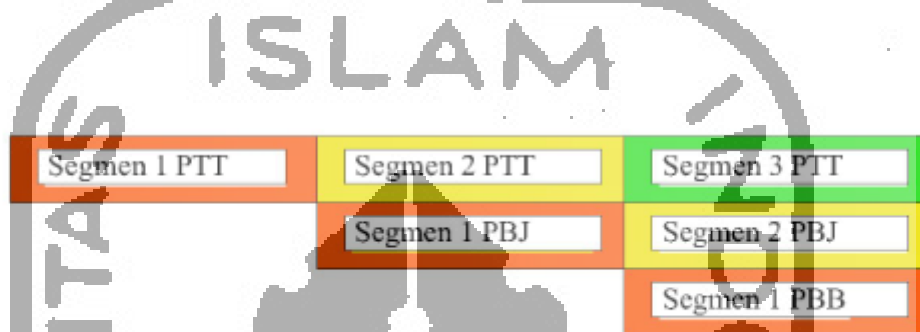 ISLAM
Segmen 1 PTT
Segmen 2 PTT
Segmen 3 PTT
Segmen 1 PBJ
Segmen 2 PBJ
Segmen 1 PBB